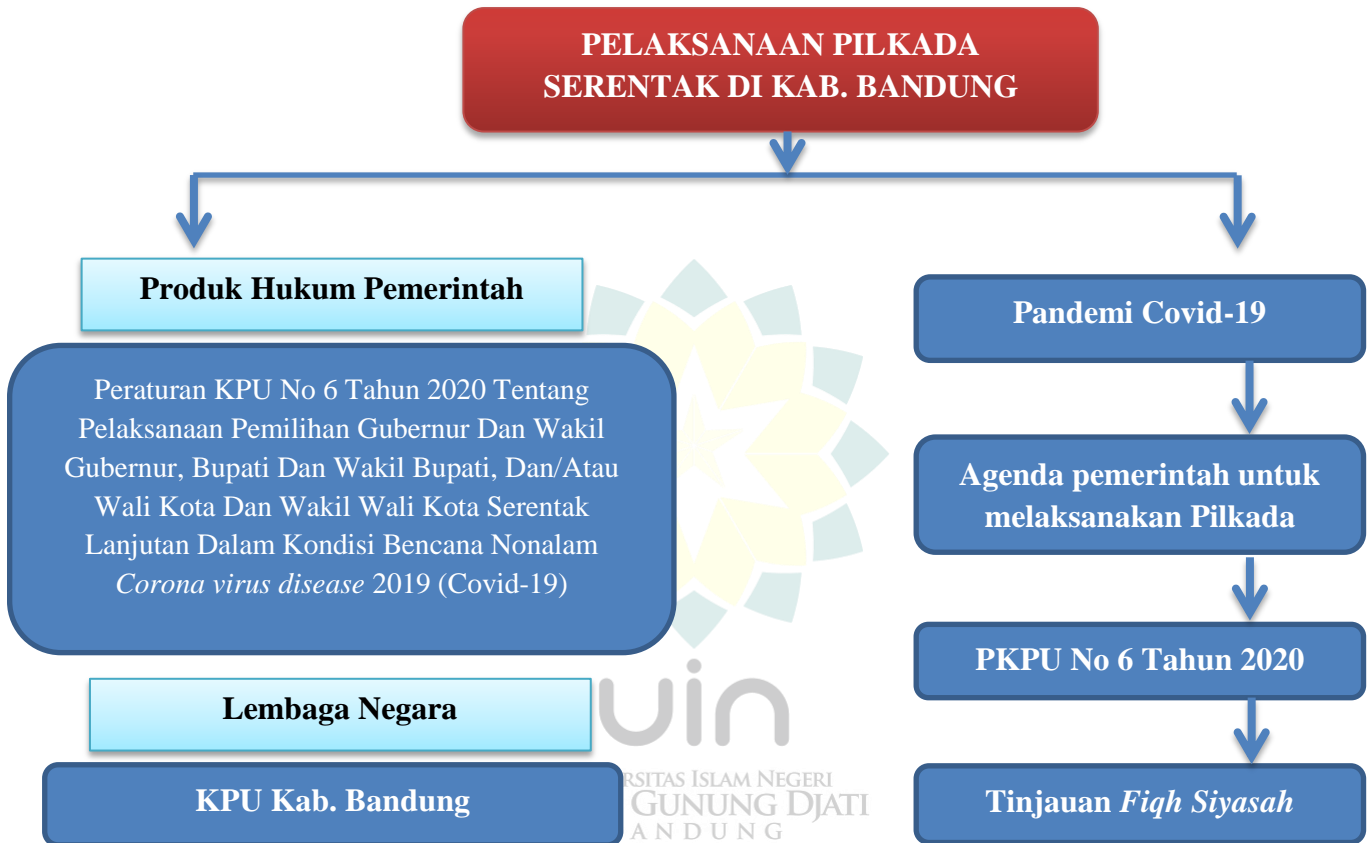 PELAKSANAAN PILKADA
SERENTAK DI KAB. BANDUNG
Produk Hukum Pemerintah
Peraturan KPU No 6 Tahun 2020 Tentang
Pelaksanaan Pemilihan Gubernur Dan Wakil
Gubernur, Bupati Dan Wakil Bupati, Dan/Atau
Wali Kota Dan Wakil Wali Kota Serentak
Lanjutan Dalam Kondisi Bencana Nonalam
Corona virus disease 2019 (Covid-19)
Lembaga Negara
KPU Kab. Bandung
Pandemi Covid-19
Agenda pemerintah untuk
melaksanakan Pilkada
PKPU No 6 Tahun 2020
Tinjauan Fiqh Siyasah
uin
ISLAM NEGERI
GUNUNG DJATI